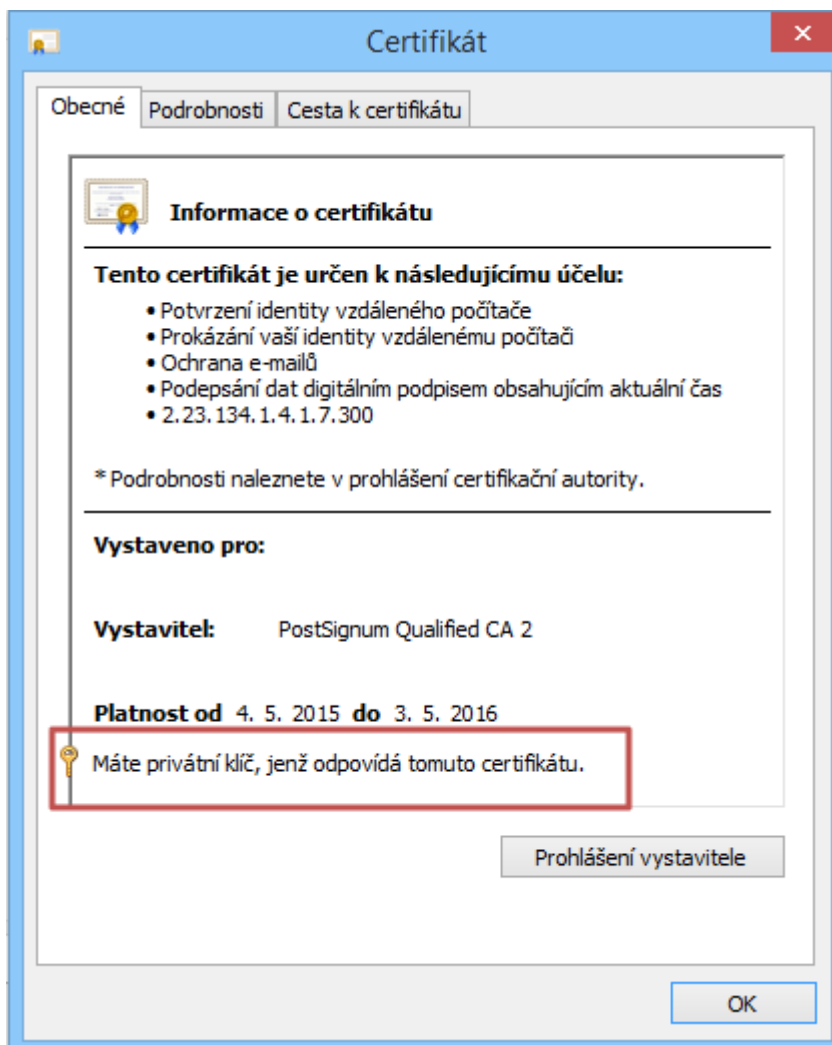 Certifikát
Obecné Podrobnosti Cesta k certifikátu
Informace o certifikátu
Tento certifikát je určen k následujícímu účelu:
• Potvrzení identity vzdáleného počítače
• Prokázání vaší identity vzdálenému počítači
• Ochrana e-mailů
• Podepsání dat digitálním podpisem obsahujícím aktuální čas
• 2.23.134.1.4.1.7.300
* Podrobnosti naleznete v prohlášení certifikační autority.
Vystaveno pro:
Vystavitel: PostSignum Qualified CA 2
Platnost od 4. 5. 2015 do 3. 5. 2016
Máte privátní klíč, jenž odpovídá tomuto certifikátu.
Prohlášení vystavitele
OK